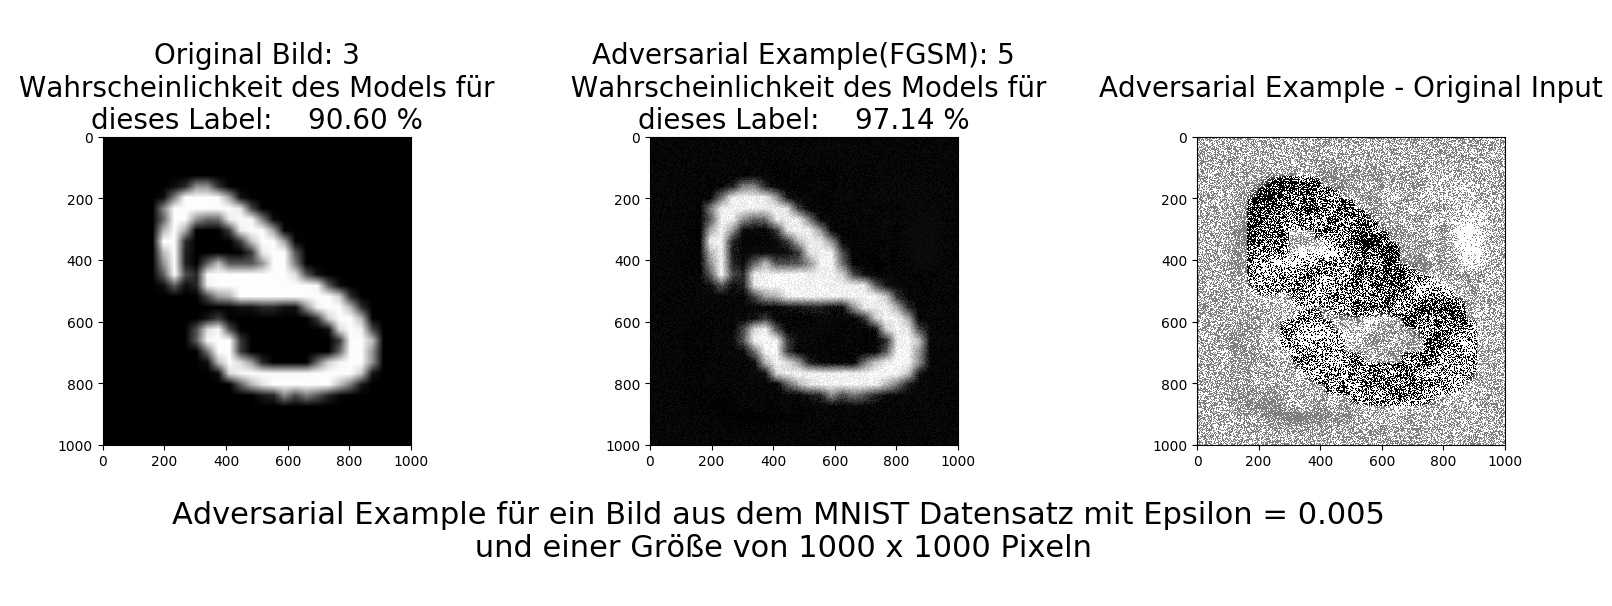 Original Bild: 3
Wahrscheinlichkeit des Models für
dieses Label: 90.60 %
0
200
400
600
800
1000
0 200 400 600 800 1000
Adversarial Example(FGSM): 5
Wahrscheinlichkeit des Models für
dieses Label: 97.14 %
0
200
400
600
800
1000
0 200 400 600 800 1000
Adversarial Example - Original Input
0
200
400
600
800
1000
0 200 400 600 800 1000
Adversarial Example für ein Bild aus dem MNIST Datensatz mit Epsilon = 0.005
und einer Größe von 1000 x 1000 Pixeln